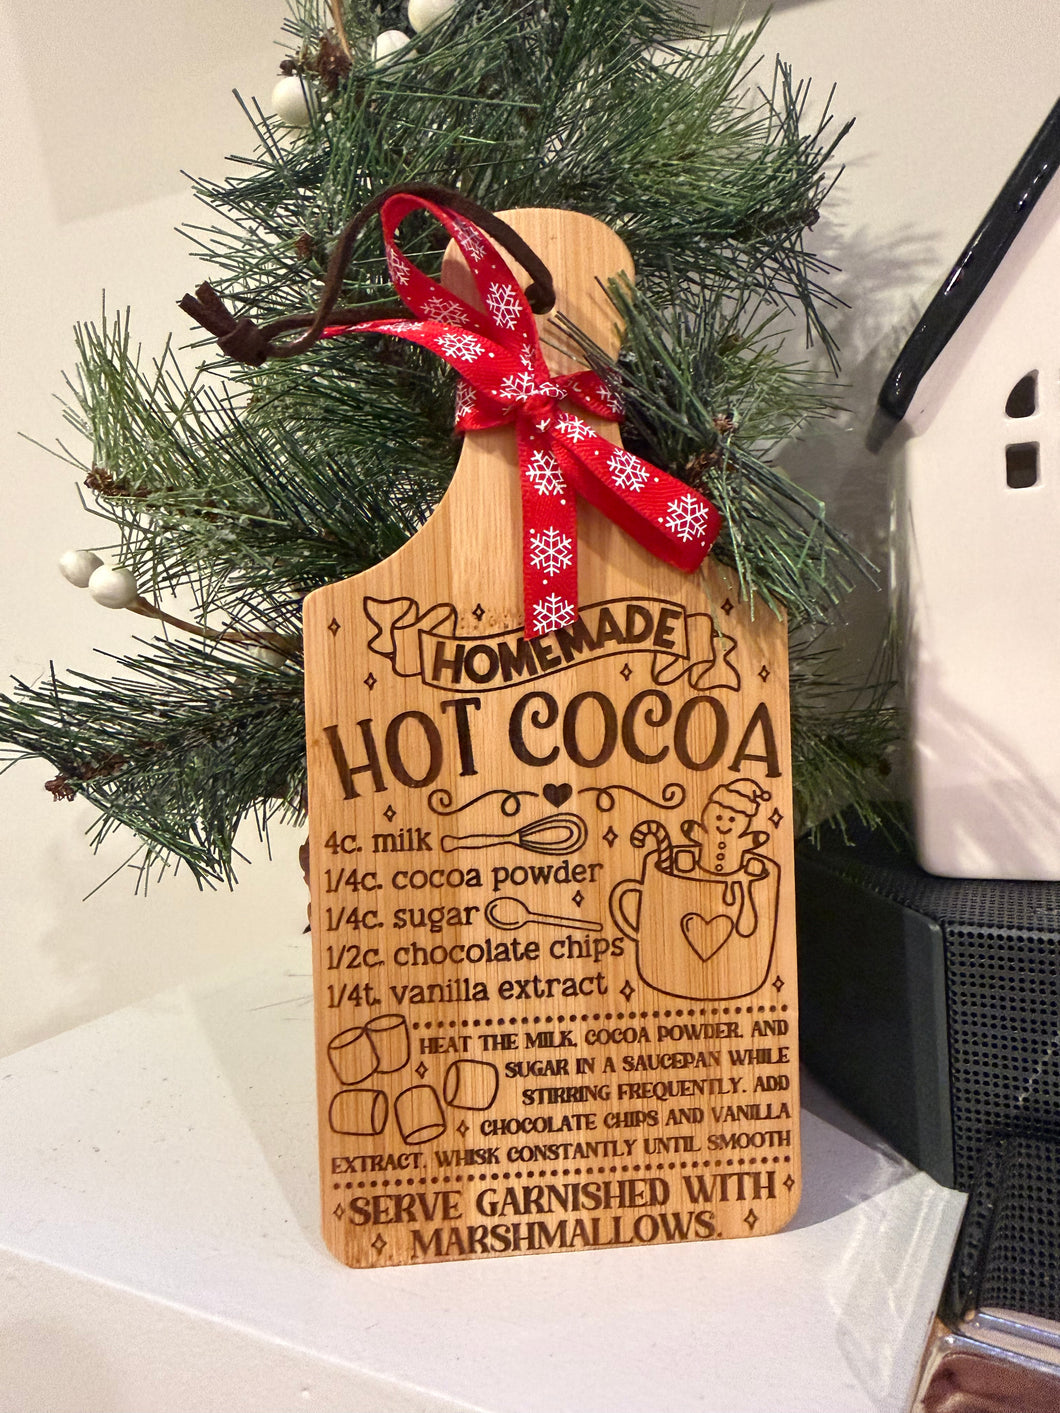 HOMEMADE
HOT COCOA
4c. milk
1/4c. cocoa powder
1/4c. sugar
1/2c. chocolate chips
1/4t. vanilla extract
HEAT THE MILK, COCOA POWDER, AND
SUGAR IN A SAUCEPAN WHILE
STIRRING FREQUENTLY. ADD
CHOCOLATE CHIPS AND VANILLA
EXTRACT. WHISK CONSTANTLY UNTIL SMOOTH
SERVE GARNISHED WITH
MARSHMALLOWS.